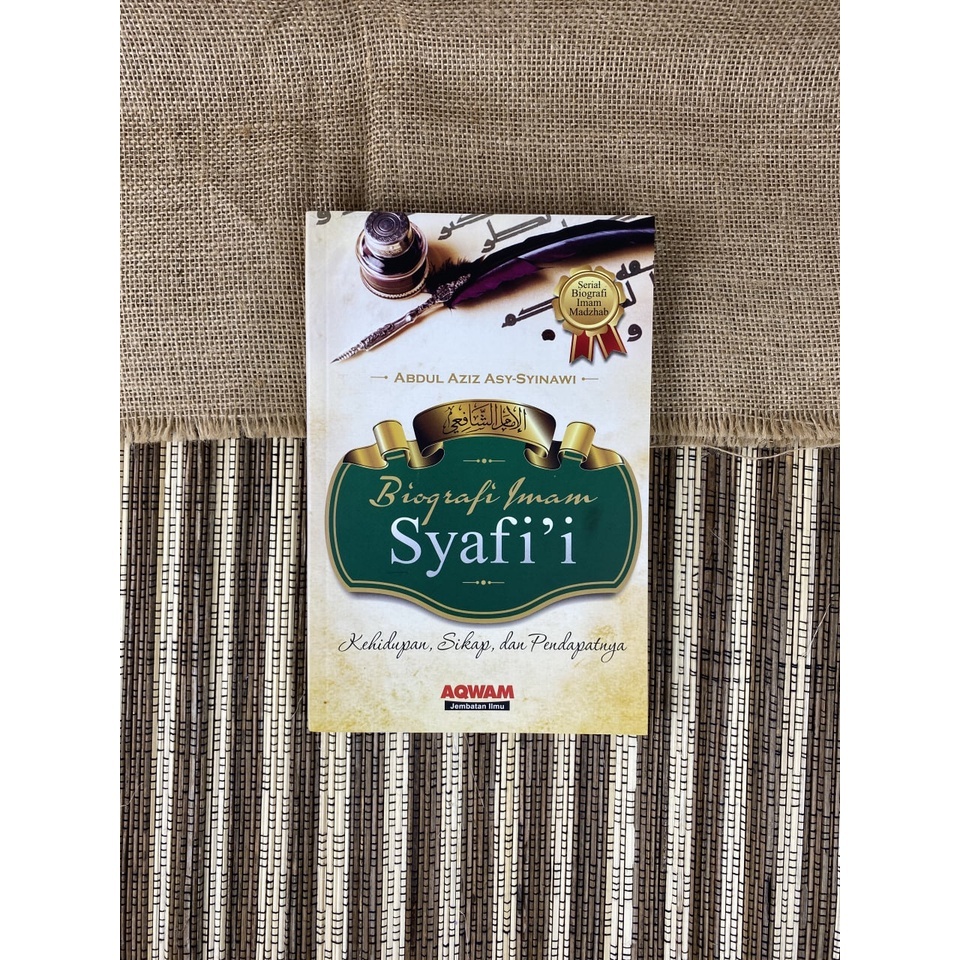 Serial
Biografi
Imam
Madzhab
ABDUL AZIZ ASY-SYINAWI
الإمام الشافعي
Biografi Imam
Syafi'i
Kehidupan, Sikap, dan Pendapatnya
AQWAM
Jembatan Ilmu